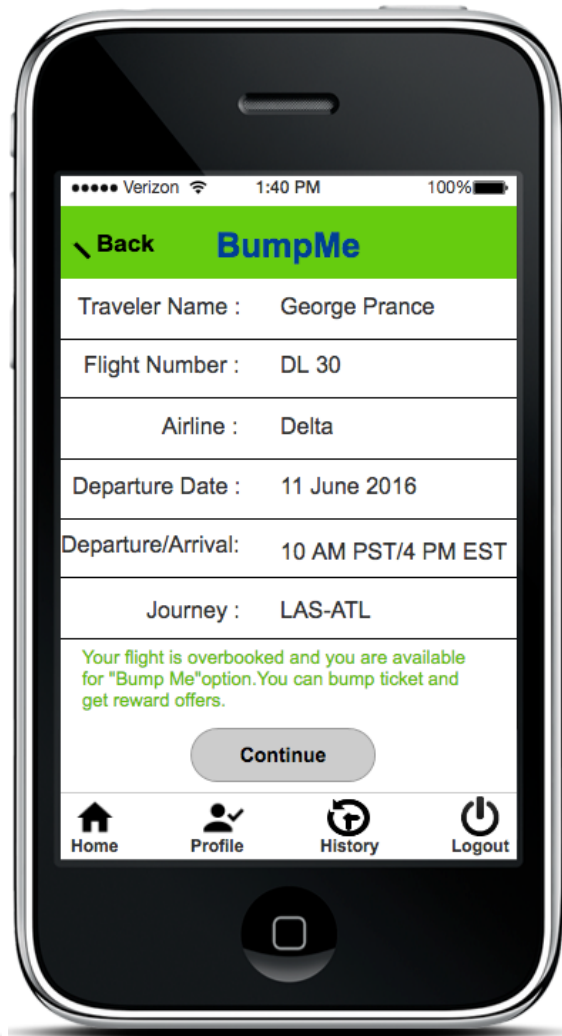 Verizon 1:40 PM 100%
Back BumpMe
Traveler Name : George Prance
Flight Number : DL 30
Airline : Delta
Departure Date : 11 June 2016
Departure/Arrival: 10 AM PST/4 PM EST
Journey : LAS-ATL
Your flight is overbooked and you are available
for "Bump Me"option.You can bump ticket and
get reward offers.
Continue
Home Profile History Logout